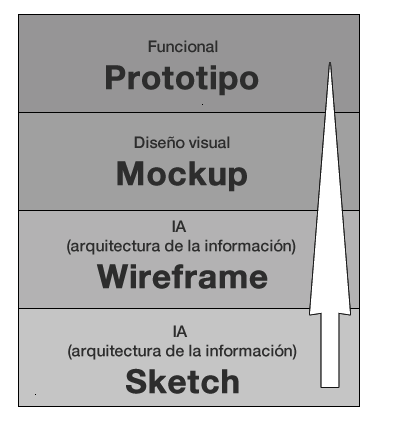 Funcional
Prototipo
Diseño visual
Mockup
IA
(arquitectura de la información)
Wireframe
IA
(arquitectura de la información)
Sketch